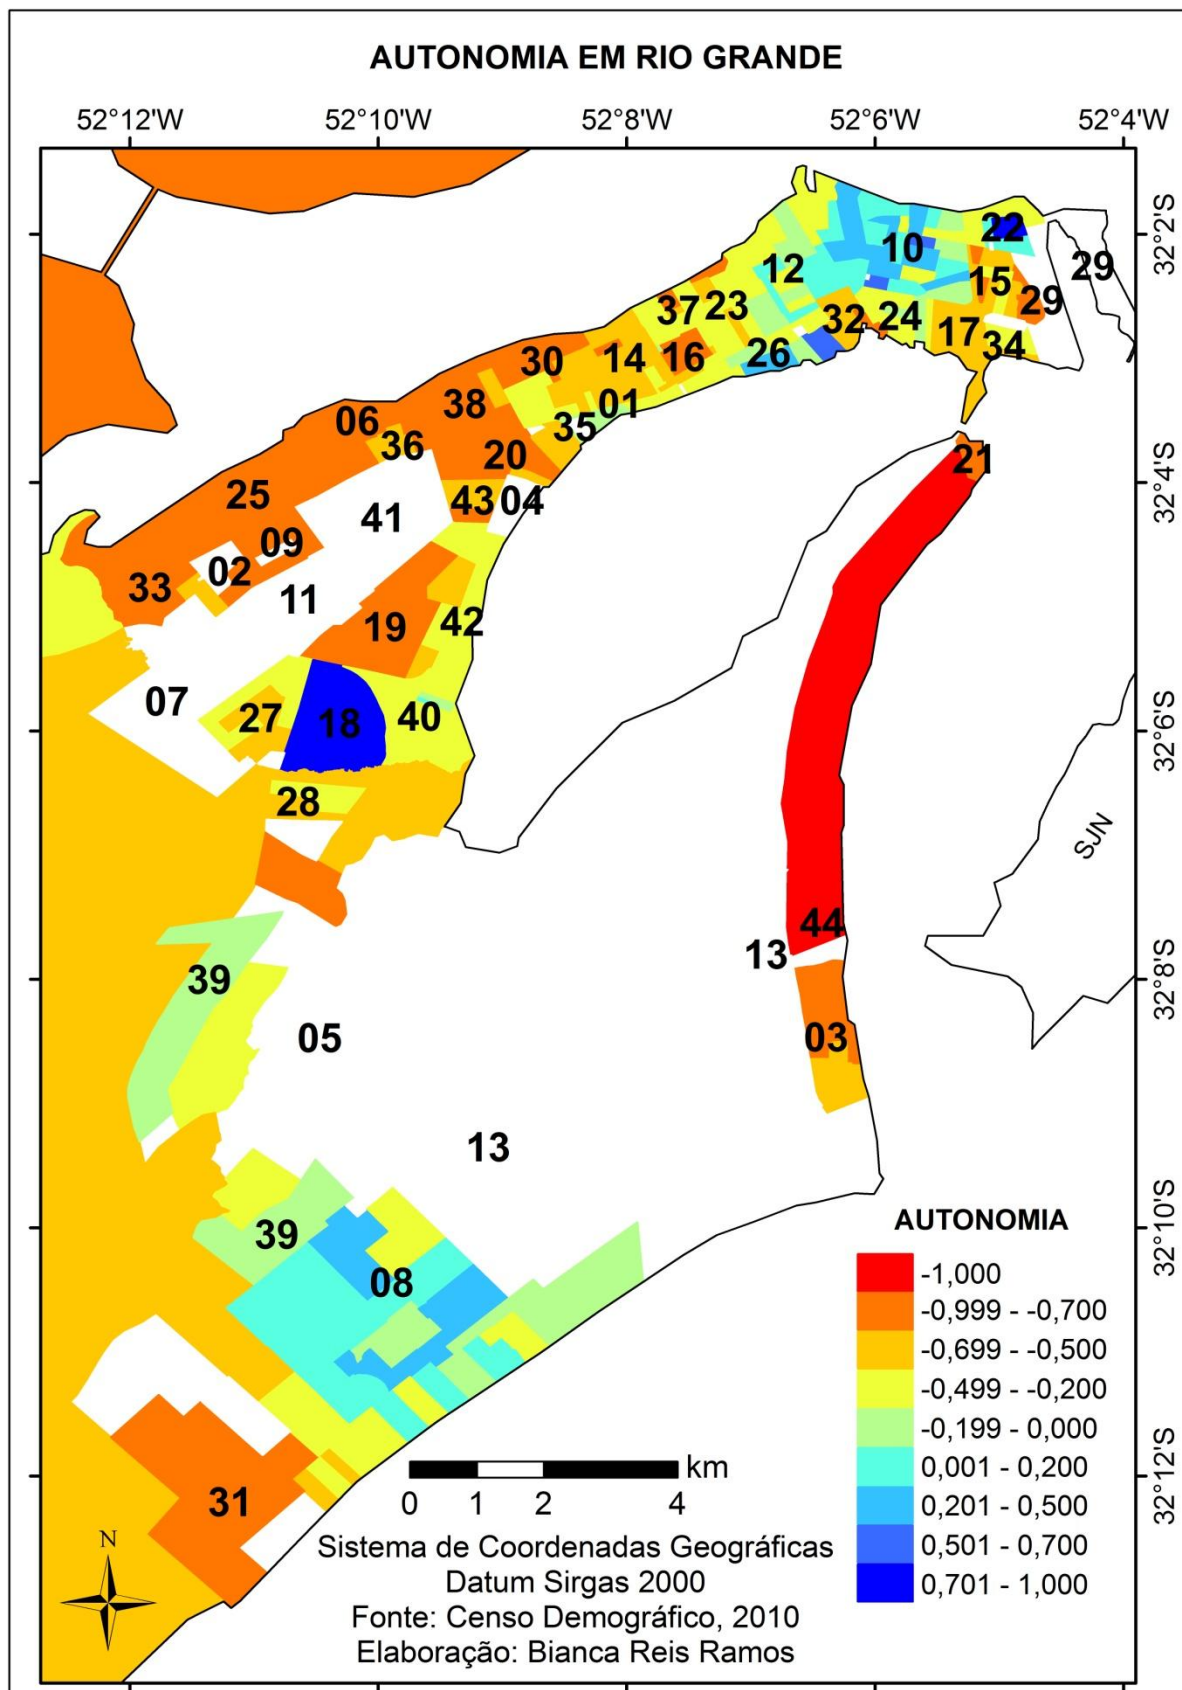 AUTONOMIA EM RIO GRANDE
52°12'W 52°10'W 52°8'W 52°6'W 52°4'W
32°2'S
32°4'S
32°6'S
32°8'S
32°10'S
32°12'S
22
10
29
12
15
29
37
23
32
24
17
34
30
14
16
26
38
01
06
35
36
20
21
25
43
04
41
09
02
33
11
19
42
07
27
18
40
28
SJN
44
13
39
05
03
13
39
08
31
AUTONOMIA
-1,000
-0,999 - -0,700
-0,699 - -0,500
-0,499 - -0,200
-0,199 - 0,000
0,001 - 0,200
0,201 - 0,500
0,501 - 0,700
0,701 - 1,000
km
0 1 2 4
N
Sistema de Coordenadas Geográficas
Datum Sirgas 2000
Fonte: Censo Demográfico, 2010
Elaboração: Bianca Reis Ramos